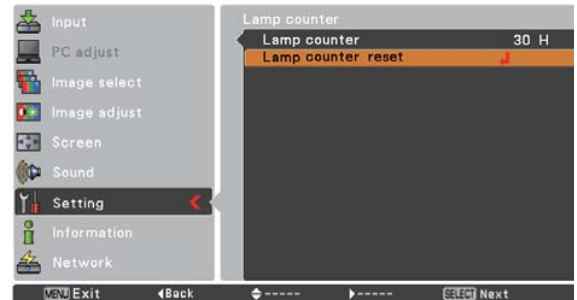 Input
PC adjust
Image select
Image adjust
Screen
Sound
Setting
Information
Network
Lamp counter
Lamp counter 30 H
Lamp counter reset
MENU Exit ◀Back ----- ----- SELECT Next